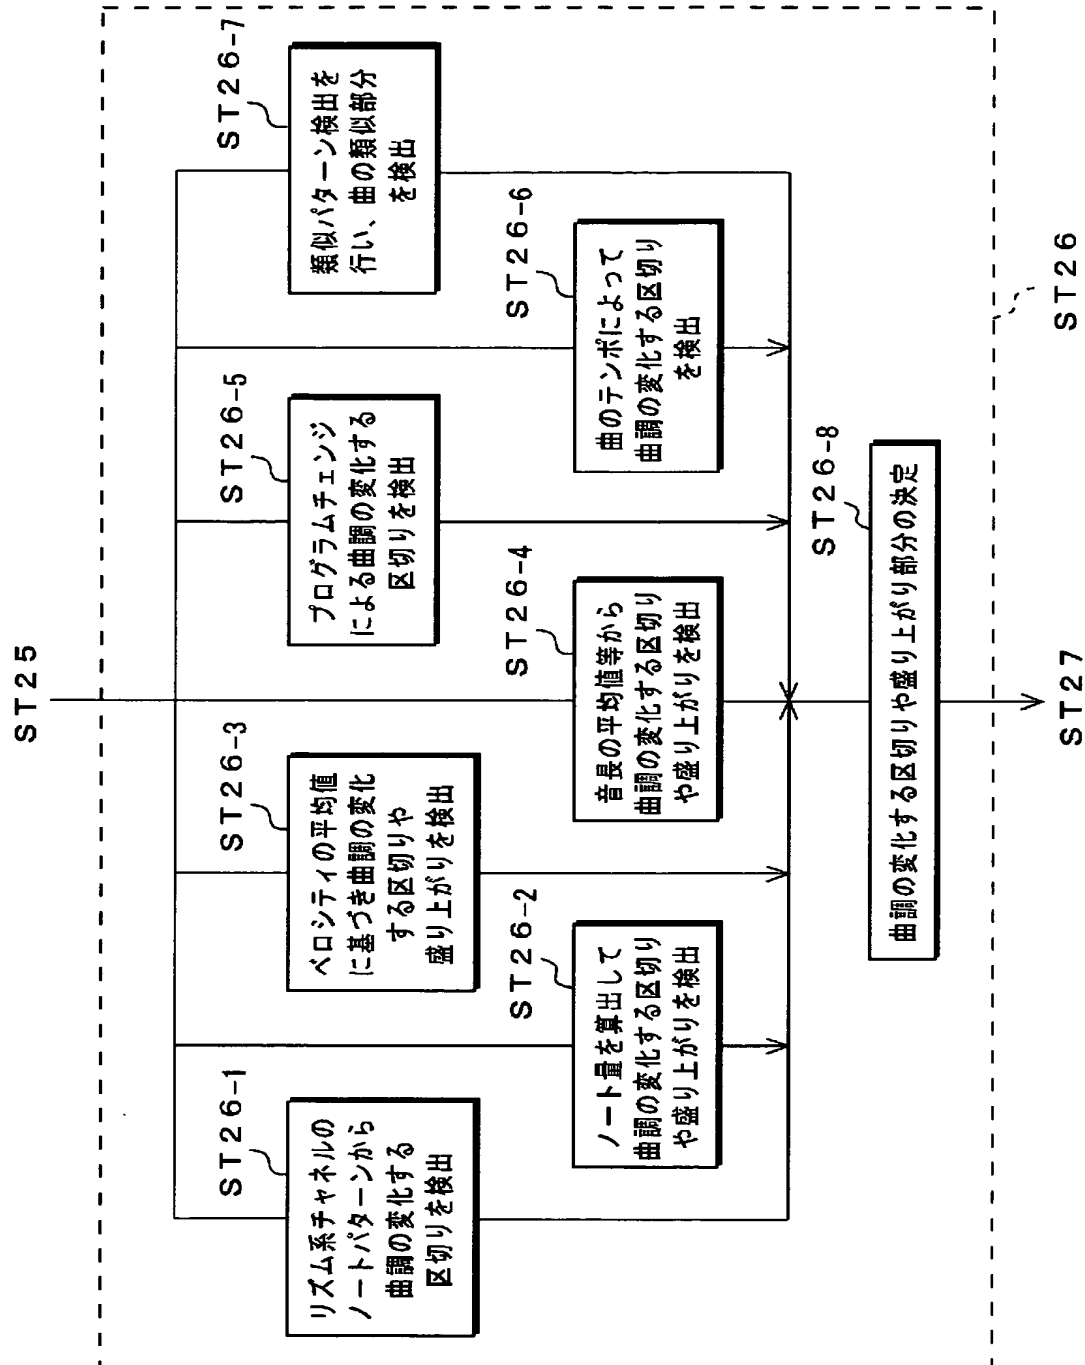 ST25
ST26-1
リズム系チャネルの
ノートパターンから
曲調の変化する
区切りを検出
ST26-2
ノート量を算出して
曲調の変化する区切り
や盛り上がりを検出
ST26-3
ベロシティの平均値
に基づき曲調の変化
する区切りや
盛り上がりを検出
ST26-4
音長の平均値等から
曲調の変化する区切り
や盛り上がりを検出
ST26-5
プログラムチェンジ
による曲調の変化する
区切りを検出
ST26-6
曲のテンポによって
曲調の変化する区切り
を検出
ST26-7
類似パターン検出を
行い、曲の類似部分
を検出
ST26-8
曲調の変化する区切りや盛り上がり部分の決定
ST26
ST27